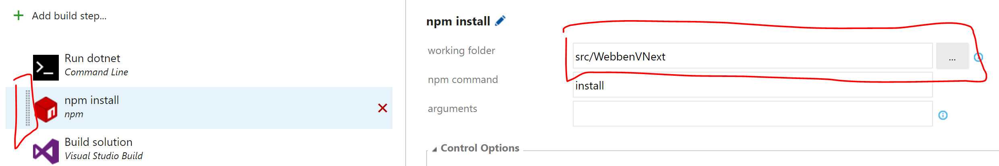 Add build step...
Run dotnet
Command Line
npm install
npm
Build solution
Visual Studio Build
npm install
working folder
src/WebbenVNext
...
npm command
install
arguments
Control Options